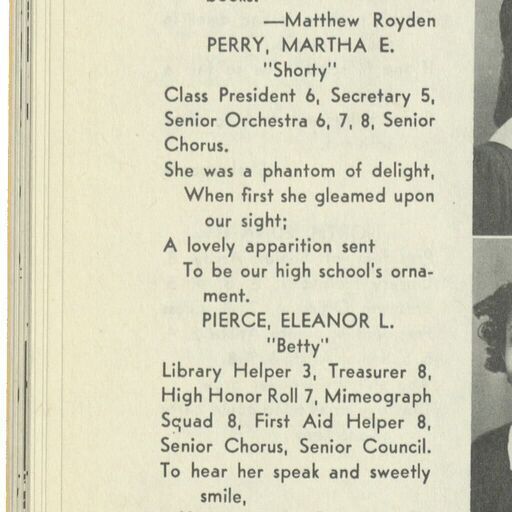 —Matthew Royden
PERRY, MARTHA E.
"Shorty"
Class President 6, Secretary 5,
Senior Orchestra 6, 7, 8, Senior
Chorus.
She was a phantom of delight,
When first she gleamed upon
our sight;
A lovely apparition sent
To be our high school's orna-
ment.
PIERCE, ELEANOR L.
"Betty"
Library Helper 3, Treasurer 8,
High Honor Roll 7, Mimeograph
Squad 8, First Aid Helper 8,
Senior Chorus, Senior Council.
To hear her speak and sweetly
smile,